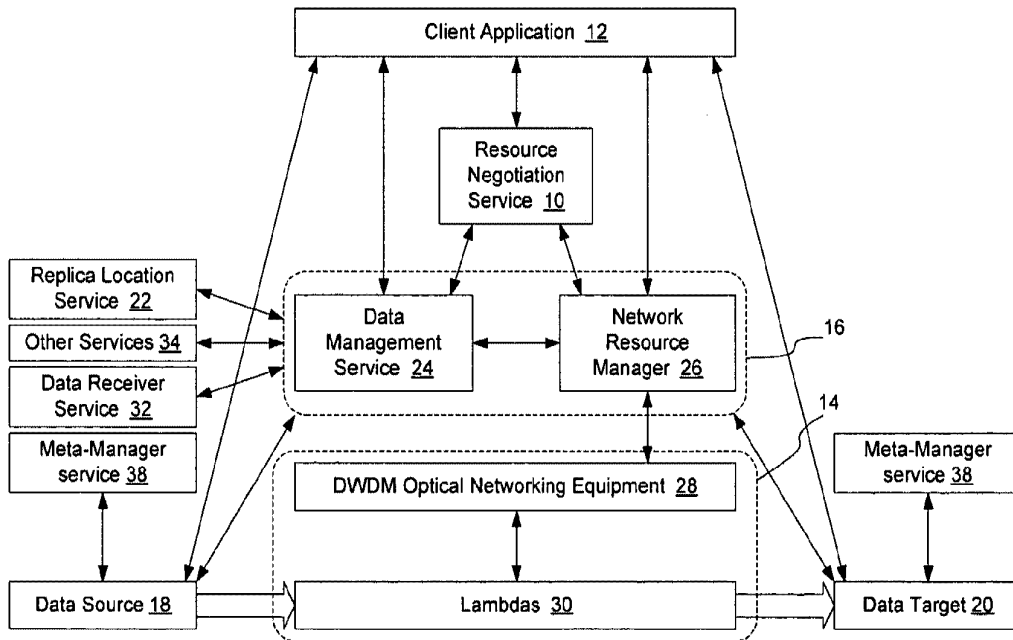 Client Application 12
Resource
Negotiation
Service 10
Replica Location
Service 22
Other Services 34
Data Receiver
Service 32
Meta-Manager
service 38
Data
Management
Service 24
Network
Resource
Manager 26
16
14
DWDM Optical Networking Equipment 28
Meta-Manager
service 38
Data Source 18
Lambdas 30
Data Target 20